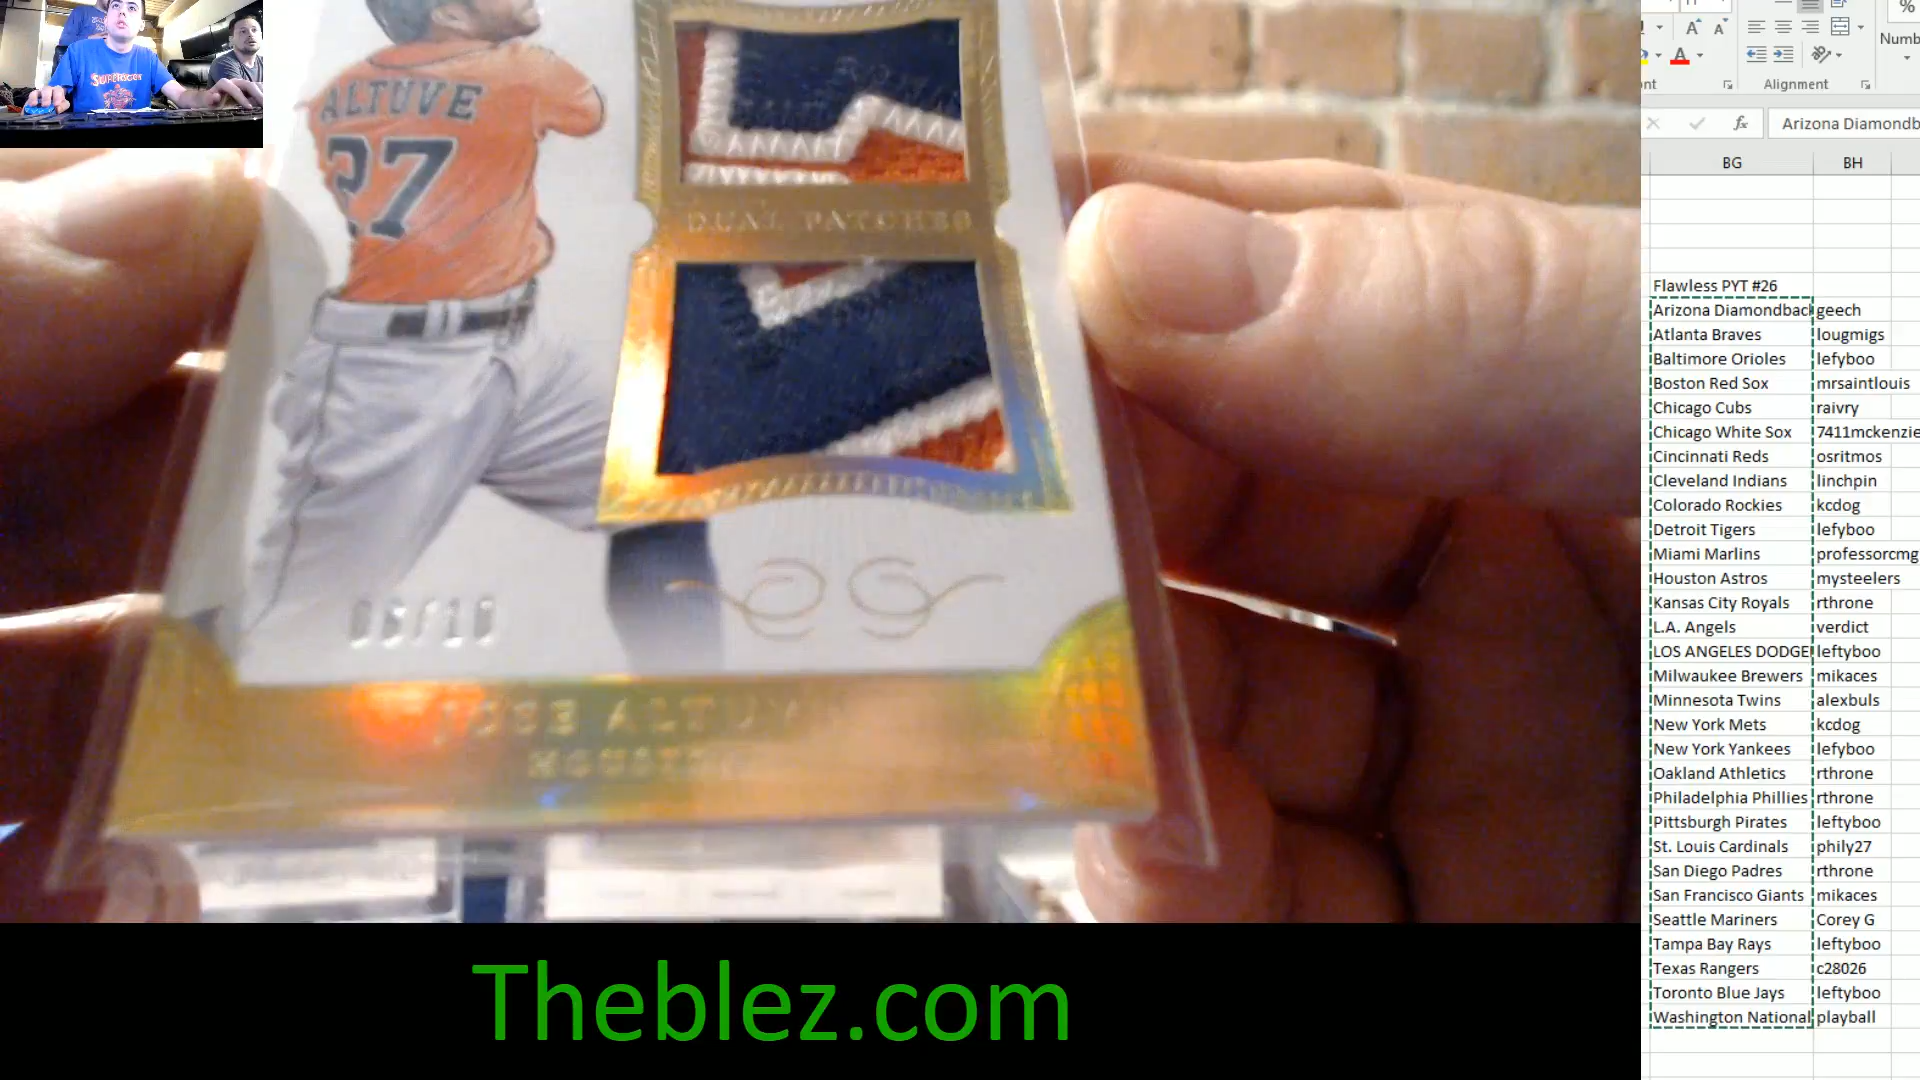 ALTUVE
27
DUAL PATCHES
/10
JOSE ALTUV
Theblez.com
%
Numb
nt
Alignment
fx
Arizona Diamondb
BG
BH
Flawless PYT #26
Arizona Diamondbac geech
Atlanta Braves lougmigs
Baltimore Orioles lefyboo
Boston Red Sox mrsaintlouis
Chicago Cubs raivry
Chicago White Sox 7411mckenzie
Cincinnati Reds osritmos
Cleveland Indians linchpin
Colorado Rockies kcdog
Detroit Tigers lefyboo
Miami Marlins professorcmg
Houston Astros mysteelers
Kansas City Royals rthrone
L.A. Angels verdict
LOS ANGELES DODGE leftyboo
Milwaukee Brewers mikaces
Minnesota Twins alexbuls
New York Mets kcdog
New York Yankees lefyboo
Oakland Athletics rthrone
Philadelphia Phillies rthrone
Pittsburgh Pirates leftyboo
St. Louis Cardinals phily27
San Diego Padres rthrone
San Francisco Giants mikaces
Seattle Mariners Corey G
Tampa Bay Rays leftyboo
Texas Rangers c28026
Toronto Blue Jays leftyboo
Washington National playball